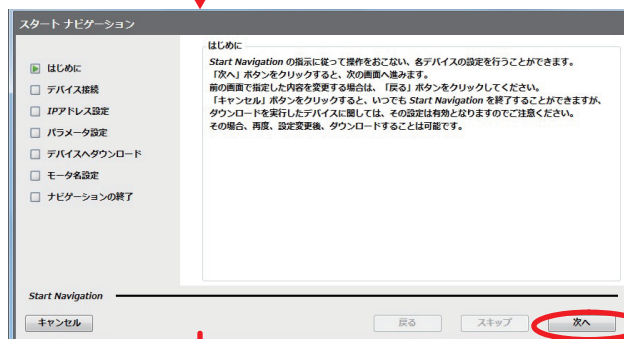 スタート ナビゲーション
はじめに
デバイス接続
IPアドレス設定
パラメータ設定
デバイスへダウンロード
モータ名設定
ナビゲーションの終了
はじめに
Start Navigation の指示に従って操作をおこない、各デバイスの設定を行うことができます。
「次へ」ボタンをクリックすると、次の画面へ進みます。
前の画面で指定した内容を変更する場合は、「戻る」ボタンをクリックしてください。
「キャンセル」ボタンをクリックすると、いつでも Start Navigation を終了することができますが、
ダウンロードを実行したデバイスに関しては、その設定は有効となりますのでご注意ください。
その場合、再度、設定変更後、ダウンロードすることは可能です。
Start Navigation
キャンセル
戻る
スキップ
次へ